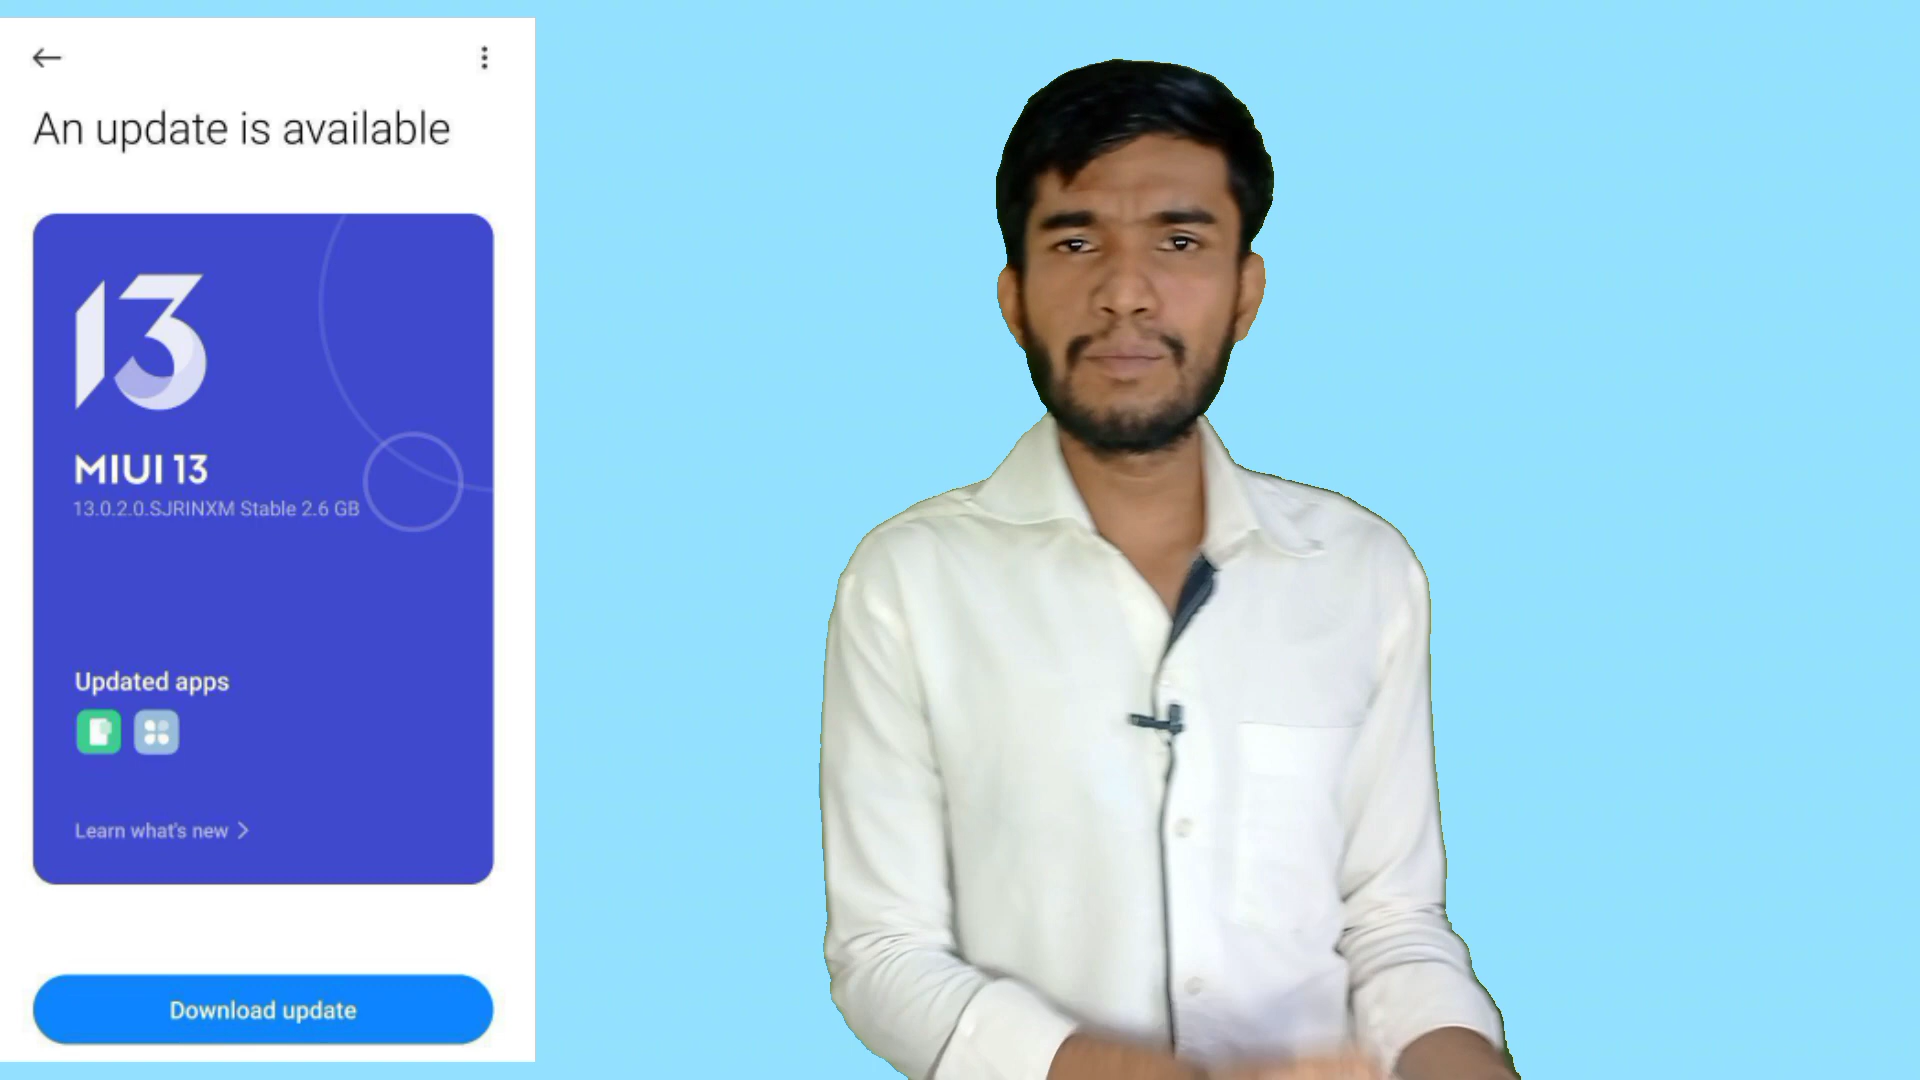 An update is available
13
MIUI 13
13.0.2.0.SJRINXM Stable 2.6 GB
Updated apps
Learn what's new
Download update